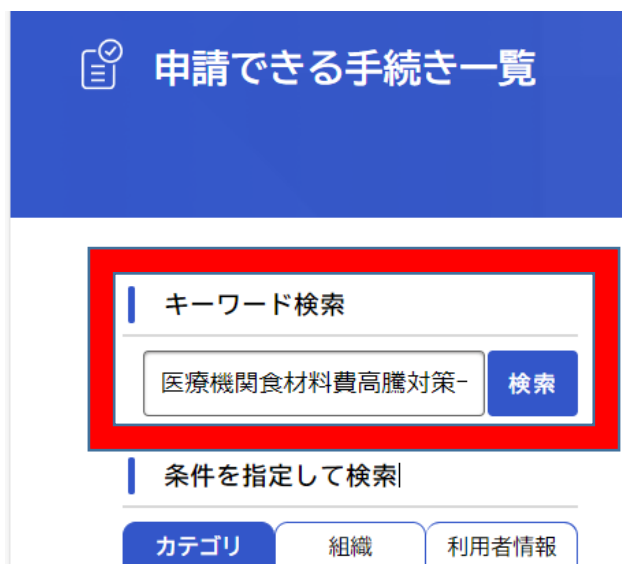 申請できる手続き一覧
キーワード検索
医療機関食材料費高騰対策
検索
条件を指定して検索
カテゴリ 組織 利用者情報